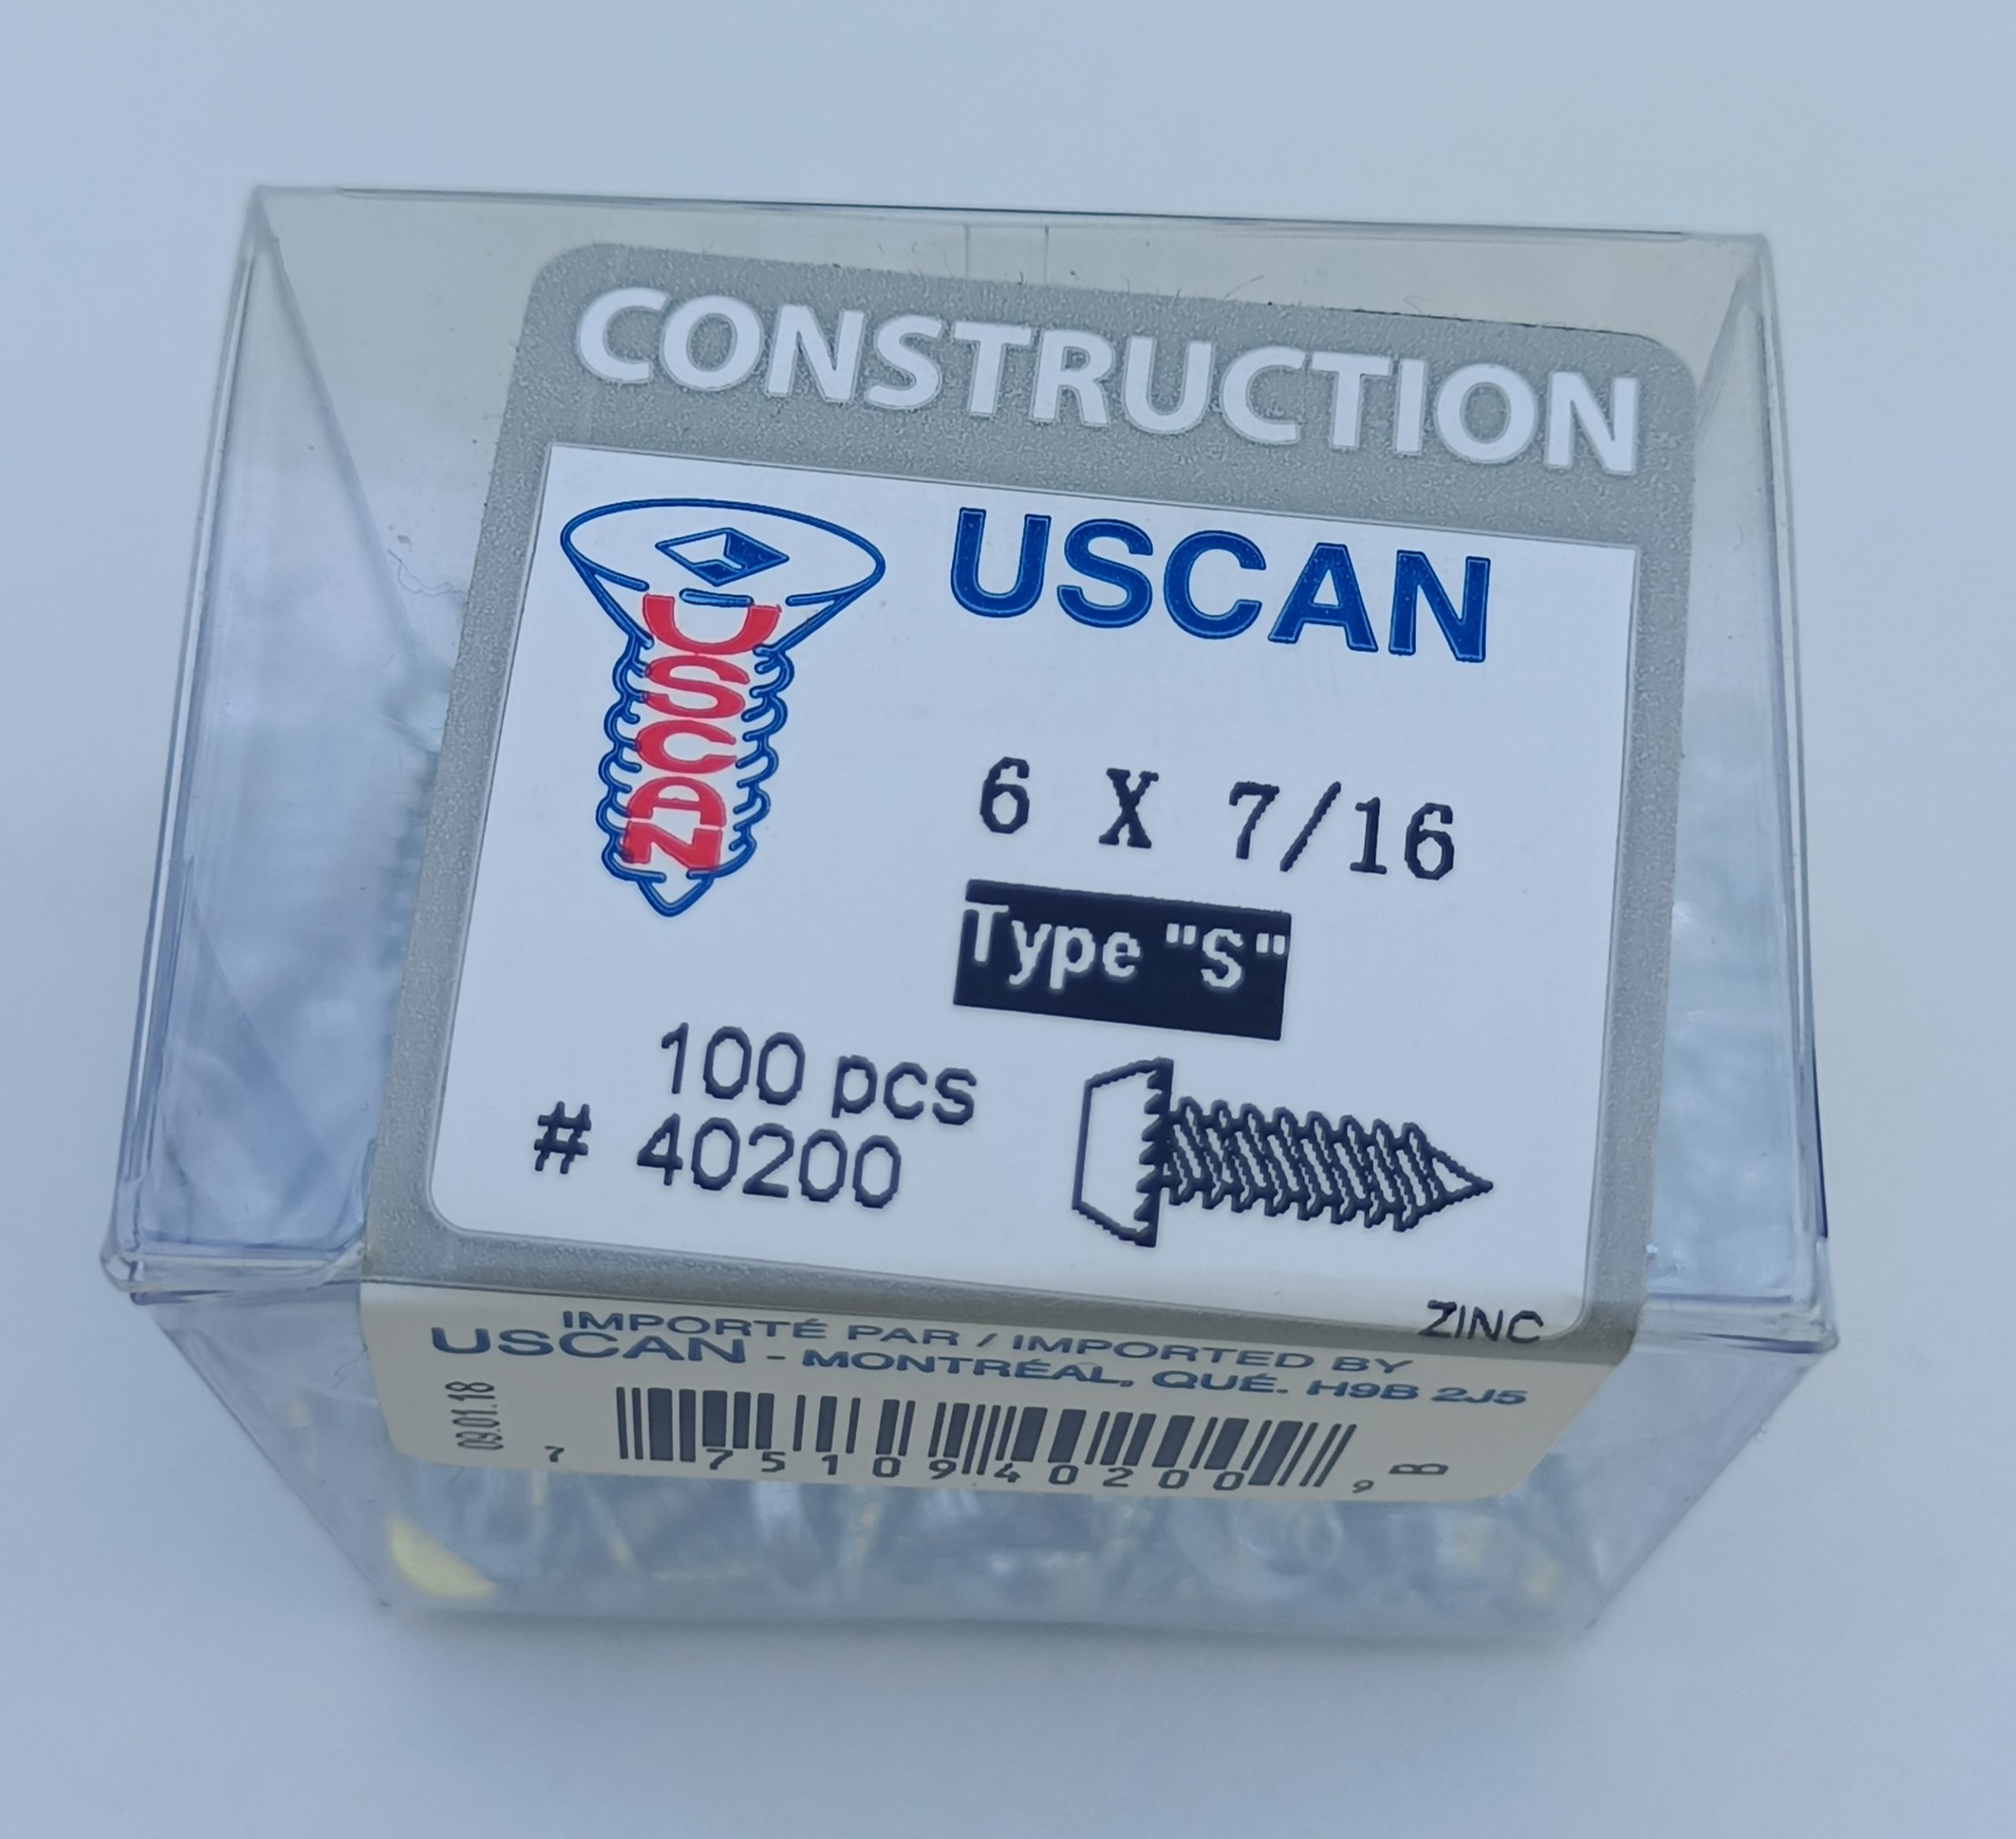 CONSTRUCTION
USCAN
USCAN
6 X 7/16
Type "S"
100 pcs
# 40200
ZINC
IMPORTÉ PAR / IMPORTED BY
USCAN - MONTRÉAL, QUÉ. H9B 2J5
09.01.18
7 75109 40200 9
B